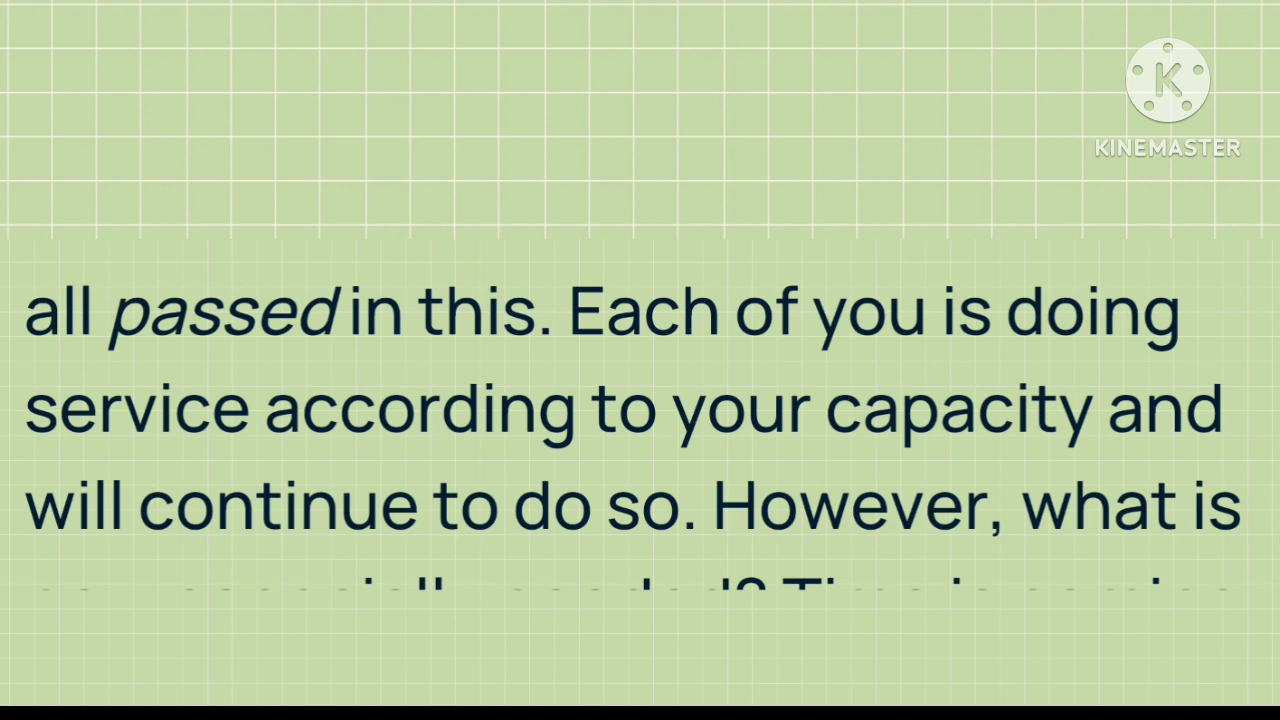 KINEMASTER
all passed in this. Each of you is doing
service according to your capacity and
will continue to do so. However, what is